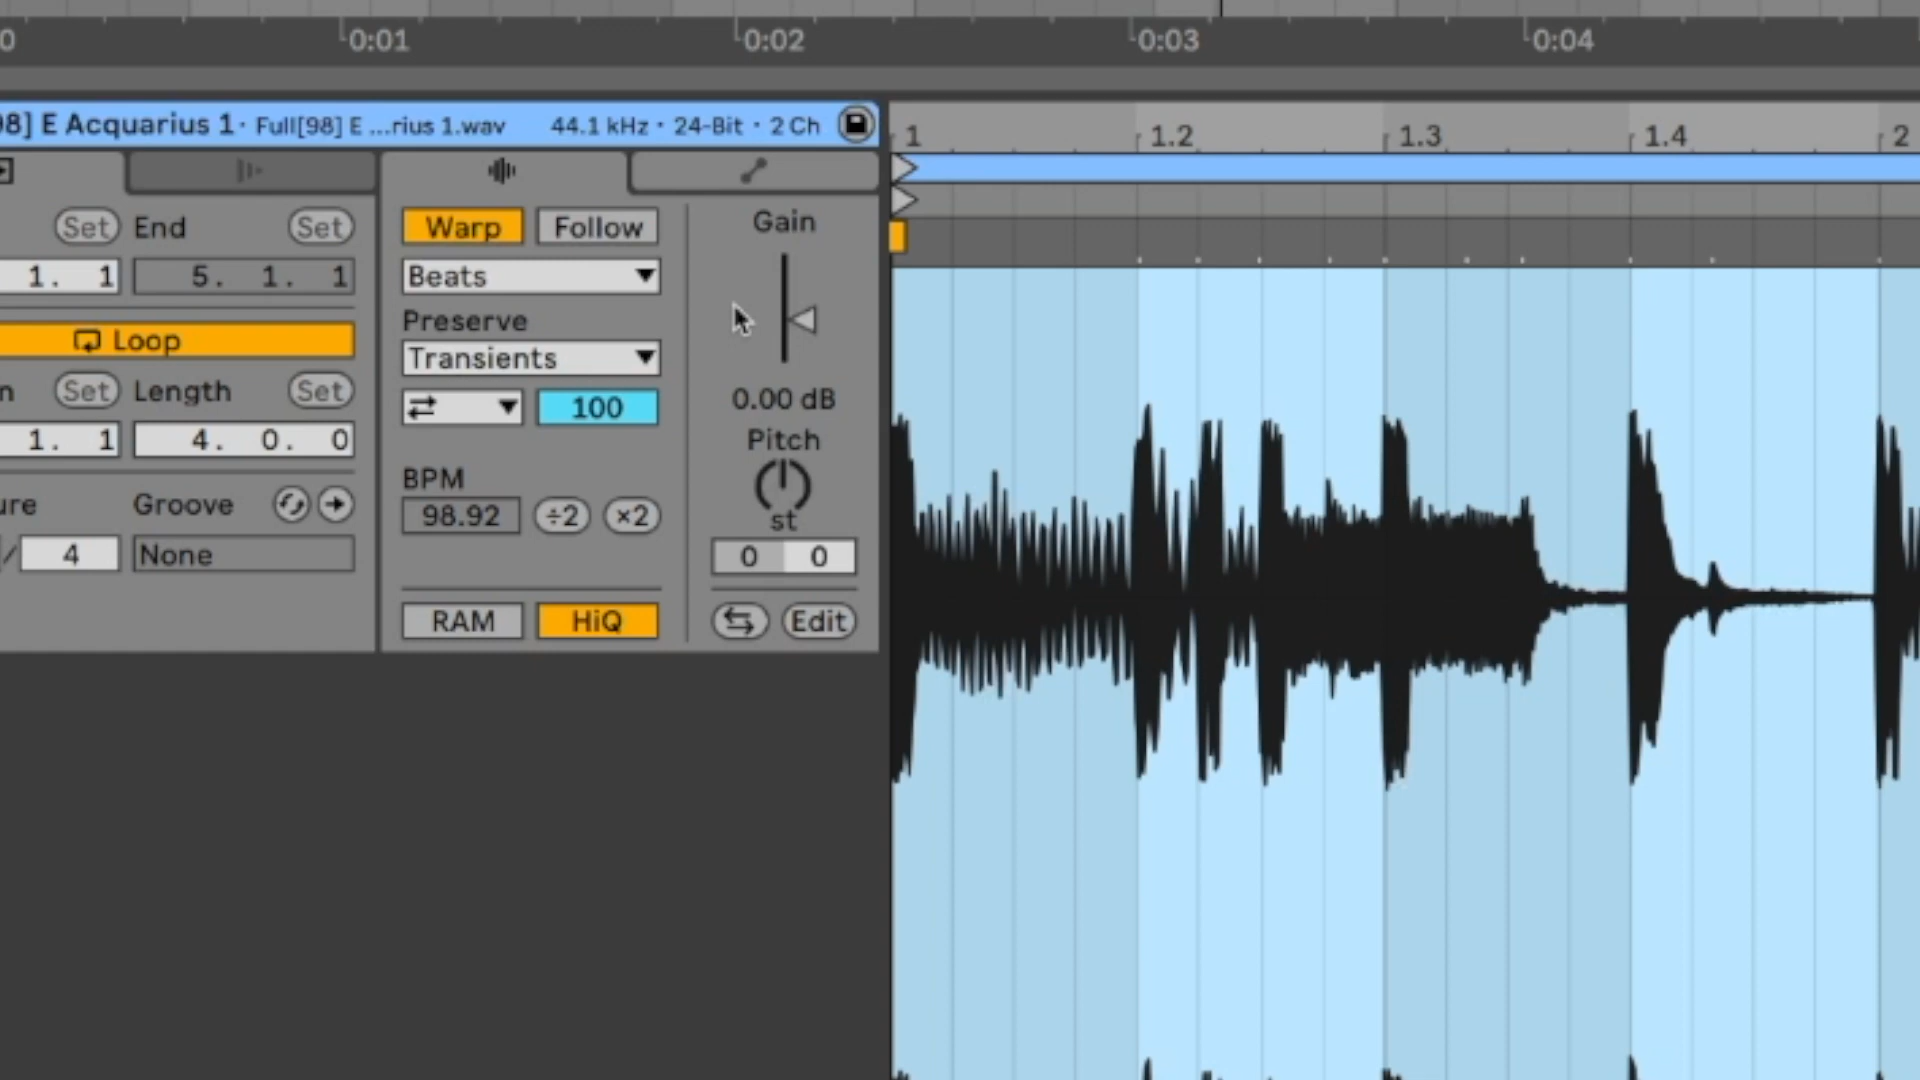 0 0:01 0:02 0:03 0:04
98] E Acquarius 1 · Full[98] E ...rius 1.wav 44.1 kHz · 24-Bit · 2 Ch
1 1.2 1.3 1.4 2
Set End Set
1. 1 5. 1. 1
Loop
n Set Length Set
1. 1 4. 0. 0
ure Groove
/ 4 None
Warp Follow
Beats
Preserve
Transients
100
BPM
98.92 ÷2 ×2
RAM HiQ
Gain
0.00 dB
Pitch
st
0 0
Edit